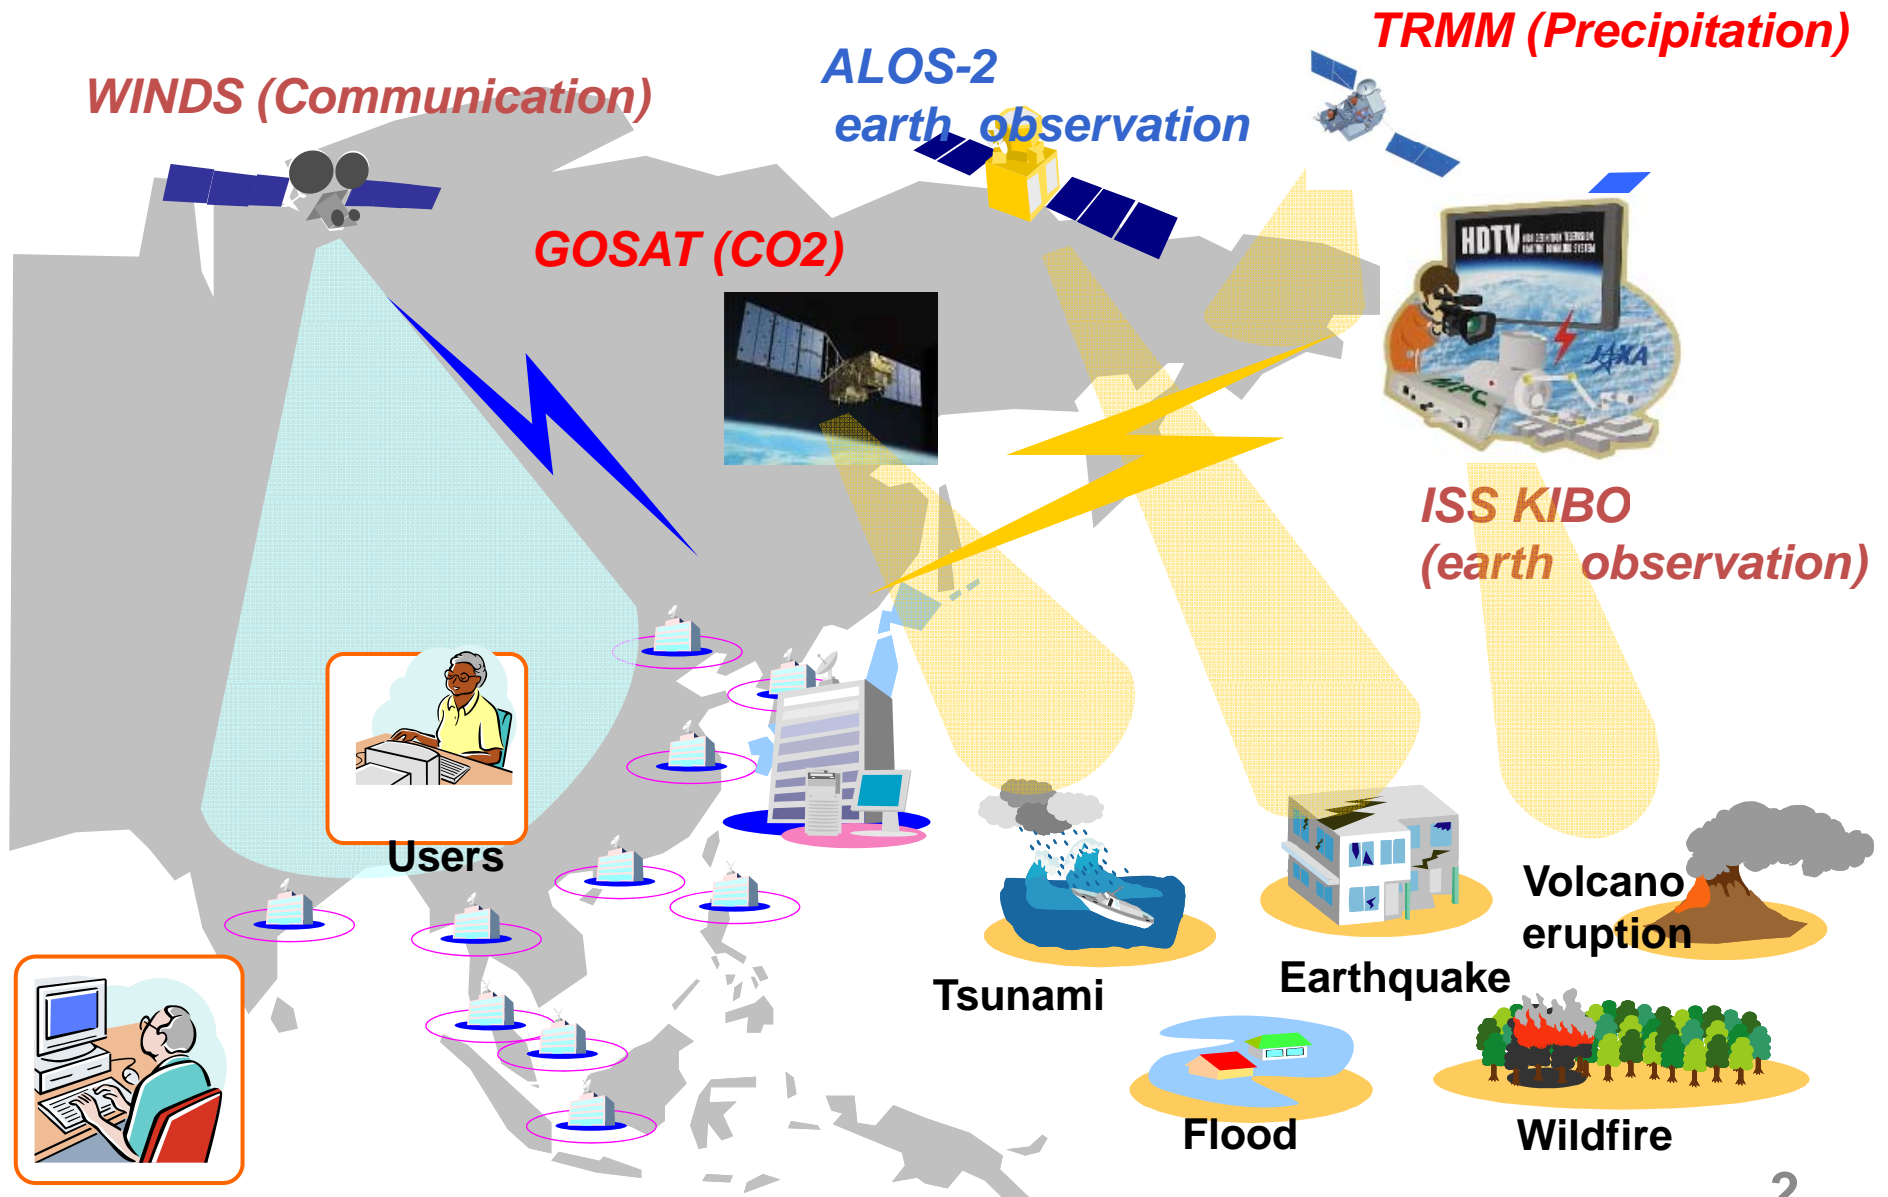 TRMM (Precipitation)
WINDS (Communication)
ALOS-2
earth observation
GOSAT (CO2)
HDTV
JAXA
MPC
ISS KIBO
(earth observation)
Users
Volcano
eruption
Tsunami
Earthquake
Flood
Wildfire
2